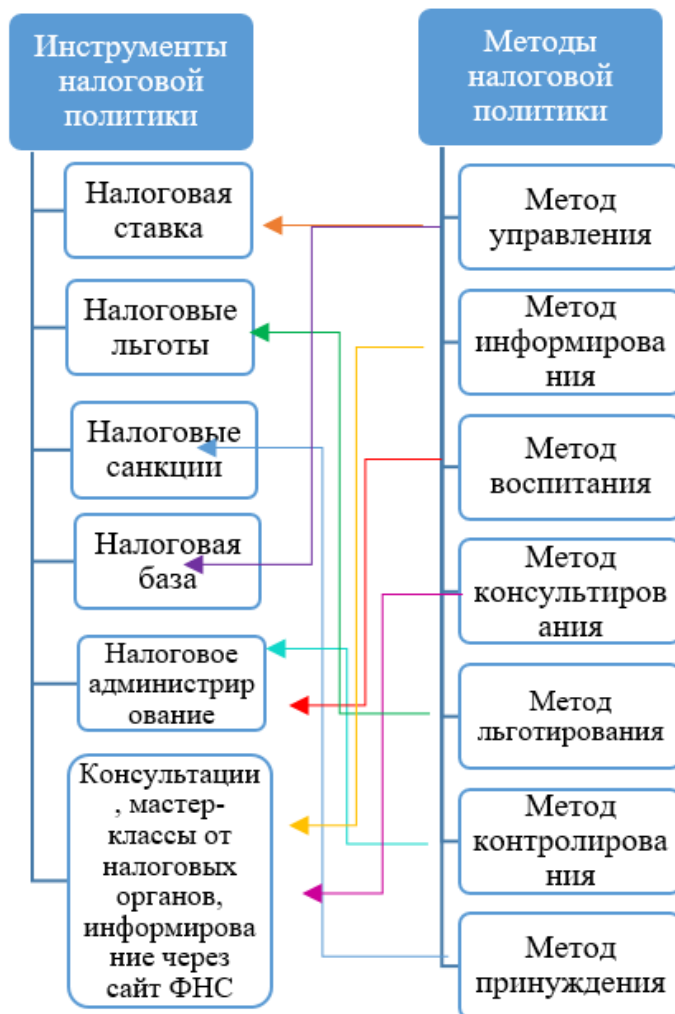 Инструменты
налоговой
политики
Налоговая
ставка
Налоговые
льготы
Налоговые
санкции
Налоговая
база
Налоговое
администрир
ование
Консультации
, мастер-
классы от
налоговых
органов,
информирова
ние через
сайт ФНС
Методы
налоговой
политики
Метод
управления
Метод
информирова
ния
Метод
воспитания
Метод
консультиров
ания
Метод
льготирования
Метод
контролирова
ния
Метод
принуждения